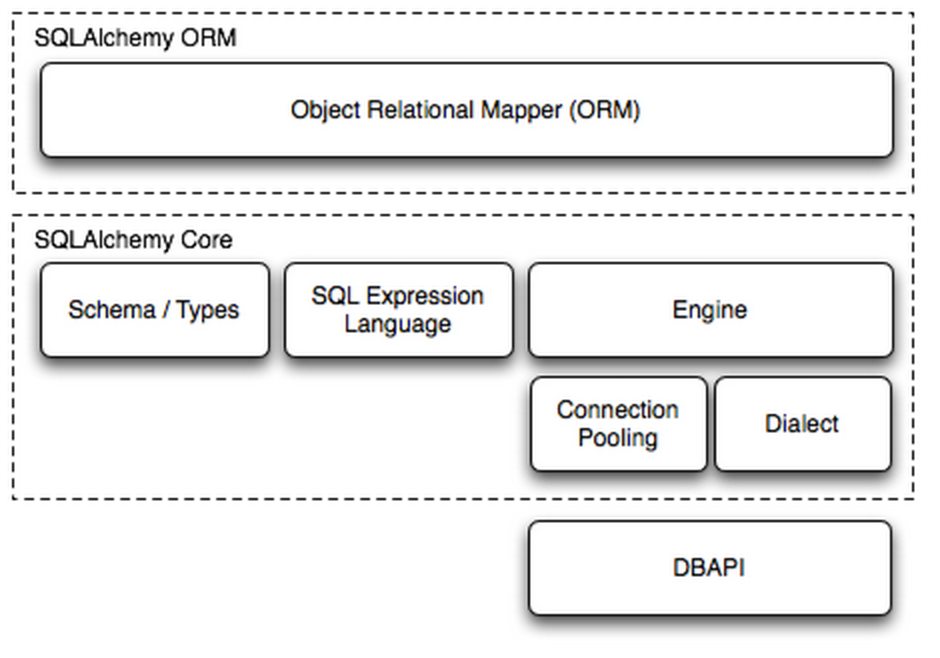 SQLAlchemy ORM
Object Relational Mapper (ORM)
SQLAlchemy Core
Schema / Types
SQL Expression
Language
Engine
Connection
Pooling
Dialect
DBAPI